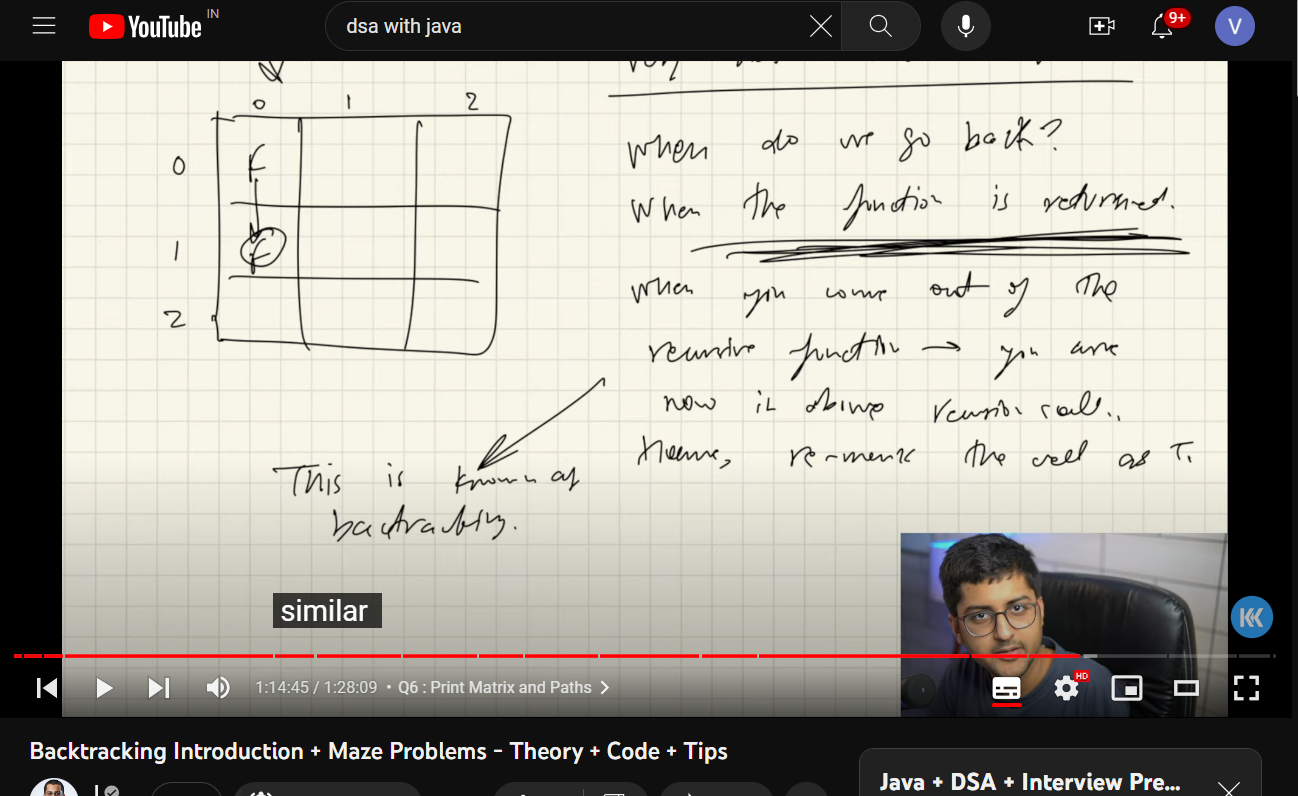 YouTube IN
dsa with java
9+
V
0 1 2
0 F
1 F
2
When do we go back?
When the function is returned.
When you come out of the
recursive function → you are
now in above recursion call.
Hence, re-mark the cell as T.
This is known as
backtracking.
similar
1:14:45 / 1:28:09 • Q6 : Print Matrix and Paths
HD
Backtracking Introduction + Maze Problems - Theory + Code + Tips
Java + DSA + Interview Pre...